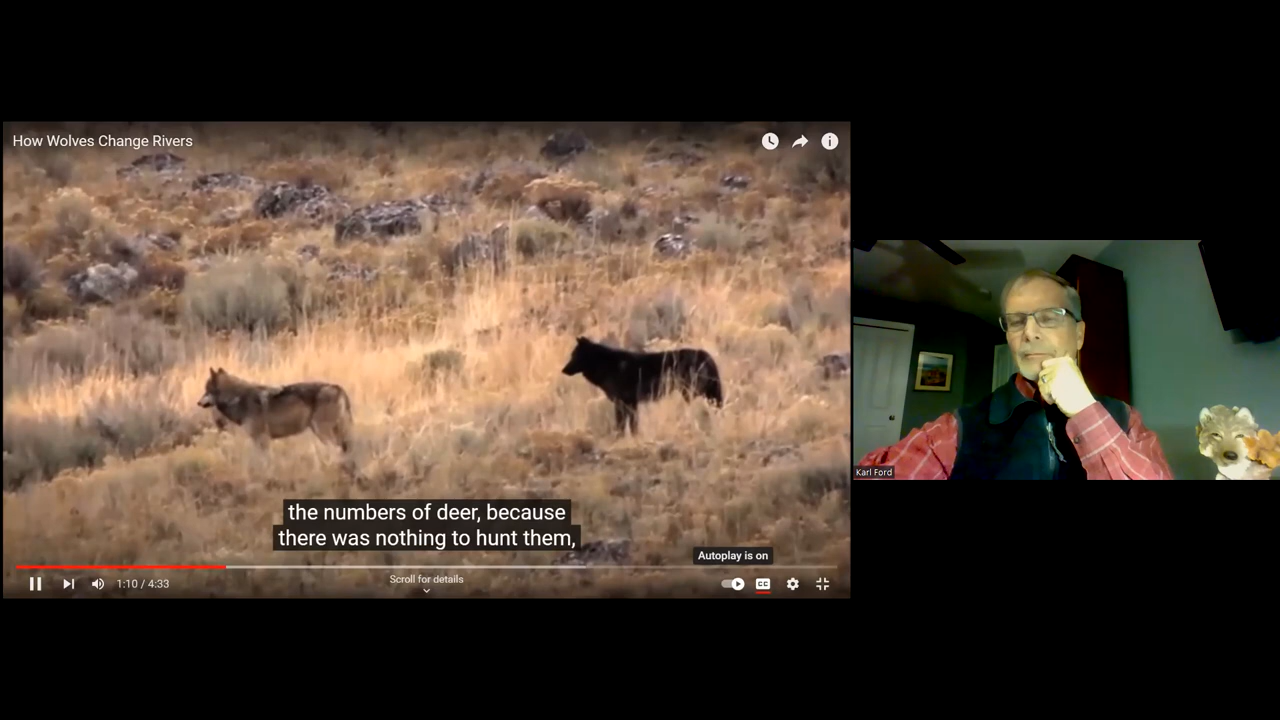 How Wolves Change Rivers
the numbers of deer, because
there was nothing to hunt them,
Autoplay is on
1:10 / 4:33
Scroll for details
CC
Karl Ford